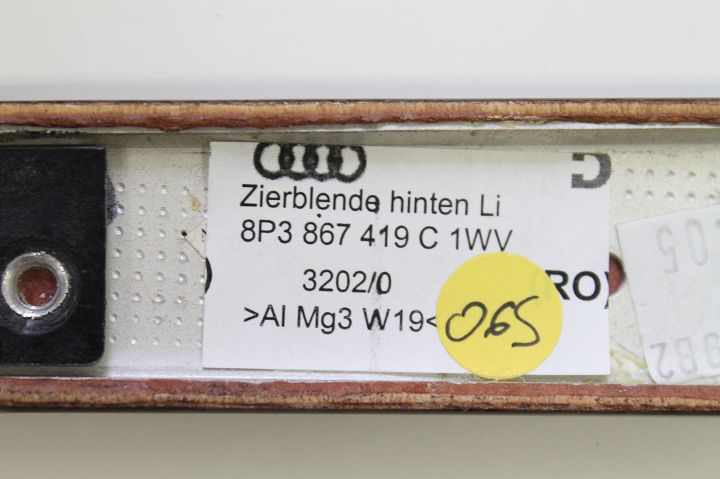 Zierblende hinten Li
8P3 867 419 C 1WV
3202/0
RO)
>Al Mg3 W19<
065